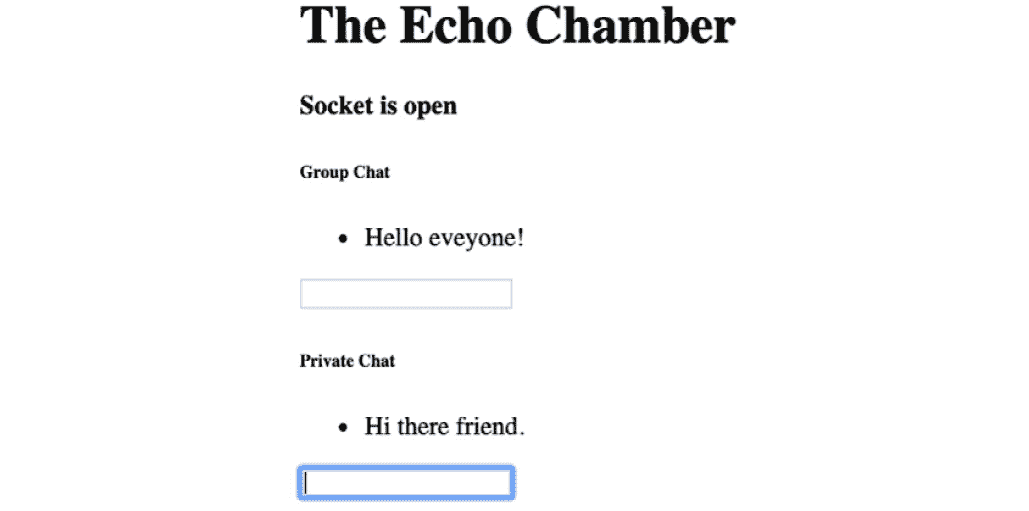 The Echo Chamber
Socket is open
Group Chat
• Hello eveyone!
Private Chat
• Hi there friend.